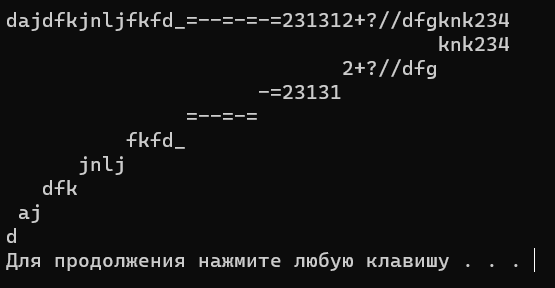 dajdfkjnljfkfd_=--=-=-=231312+?//dfgknk234
                                    knk234
                            2+?//dfg
                     -=23131
               =--=-=
          fkfd_
      jnlj
   dfk
 aj
d
Для продолжения нажмите любую клавишу . . .